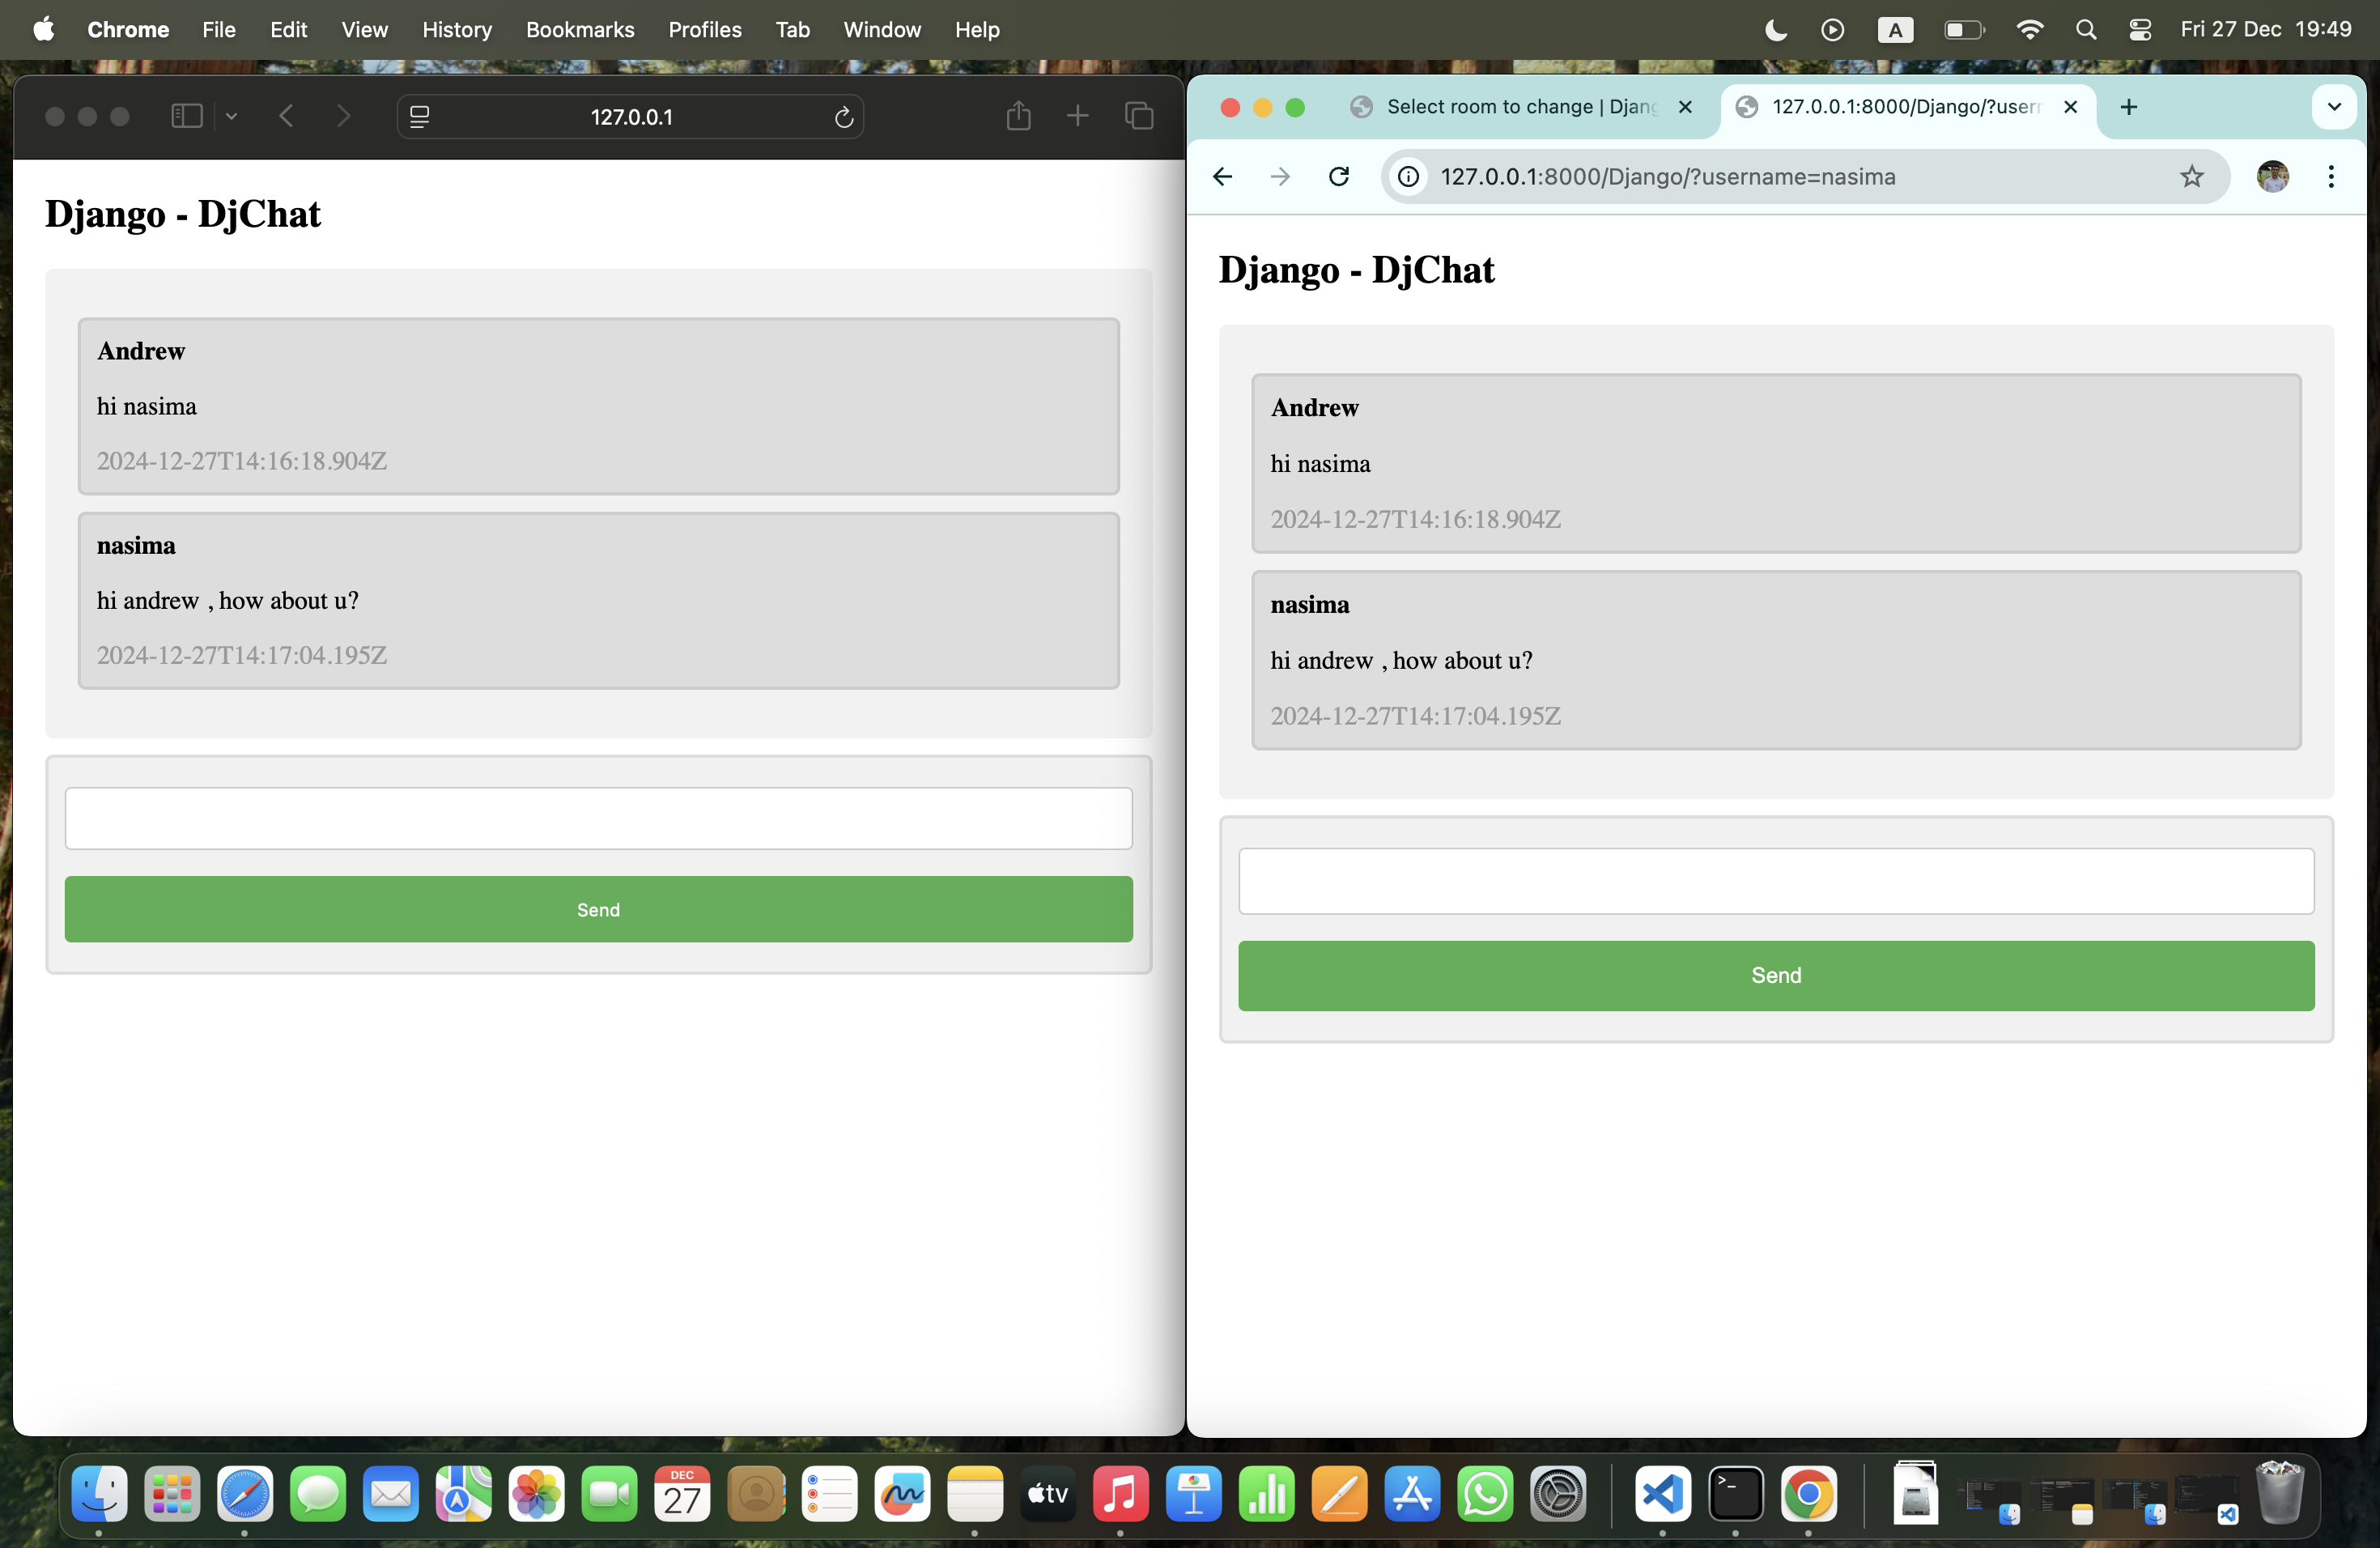 Chrome File Edit View History Bookmarks Profiles Tab Window Help A Fri 27 Dec 19:49
127.0.0.1
Django - DjChat
Andrew
hi nasima
2024-12-27T14:16:18.904Z
nasima
hi andrew , how about u?
2024-12-27T14:17:04.195Z
Send
Select room to change | Djang
127.0.0.1:8000/Django/?usern
127.0.0.1:8000/Django/?username=nasima
Django - DjChat
Andrew
hi nasima
2024-12-27T14:16:18.904Z
nasima
hi andrew , how about u?
2024-12-27T14:17:04.195Z
Send
DEC
27
tv
>_